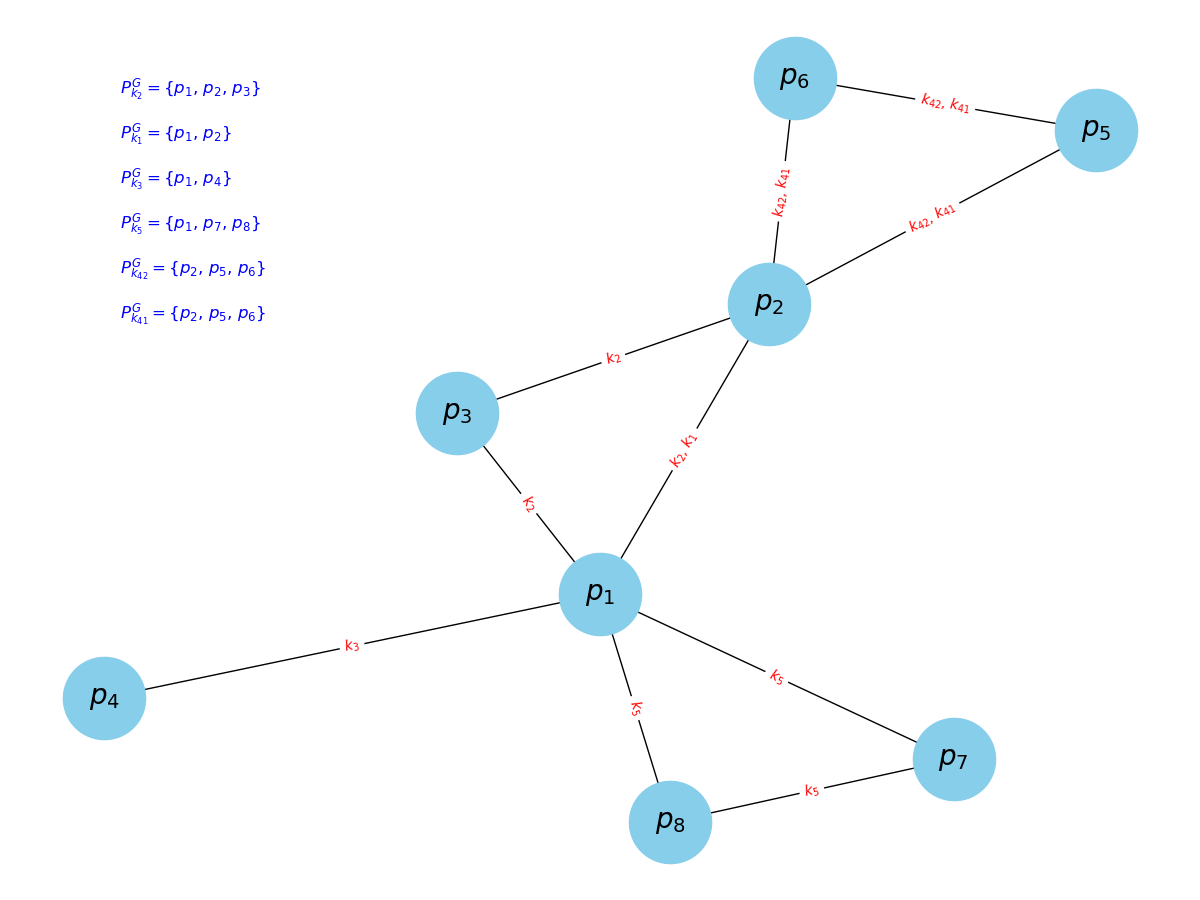 P^G_{k_2} = {p_1, p_2, p_3}
P^G_{k_1} = {p_1, p_2}
P^G_{k_3} = {p_1, p_4}
P^G_{k_5} = {p_1, p_7, p_8}
P^G_{k_{42}} = {p_2, p_5, p_6}
P^G_{k_{41}} = {p_2, p_5, p_6}
p_6
k_{42}, k_{41}
p_5
k_{42}, k_{41}
k_{42}, k_{41}
p_2
k_2
p_3
k_2, k_1
k_2
p_1
k_3
p_4
k_5
k_5
p_7
k_5
p_8